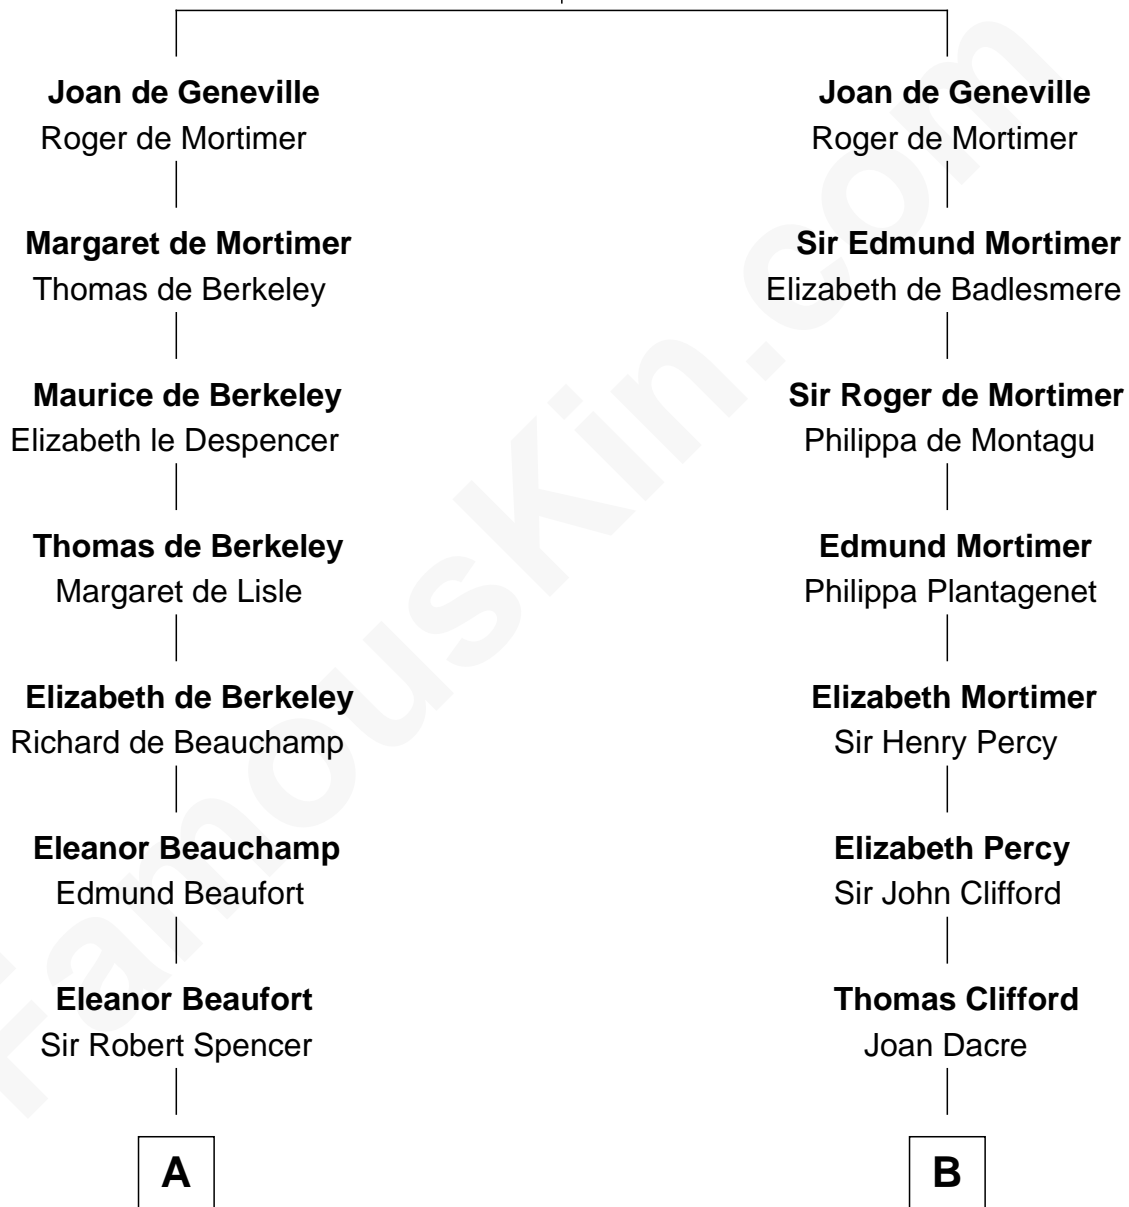 Joan de Geneville
Roger de Mortimer
Margaret de Mortimer
Thomas de Berkeley
Maurice de Berkeley
Elizabeth le Despencer
Thomas de Berkeley
Margaret de Lisle
Elizabeth de Berkeley
Richard de Beauchamp
Eleanor Beauchamp
Edmund Beaufort
Eleanor Beaufort
Sir Robert Spencer
A
Joan de Geneville
Roger de Mortimer
Sir Edmund Mortimer
Elizabeth de Badlesmere
Sir Roger de Mortimer
Philippa de Montagu
Edmund Mortimer
Philippa Plantagenet
Elizabeth Mortimer
Sir Henry Percy
Elizabeth Percy
Sir John Clifford
Thomas Clifford
Joan Dacre
B
FamousKin.com